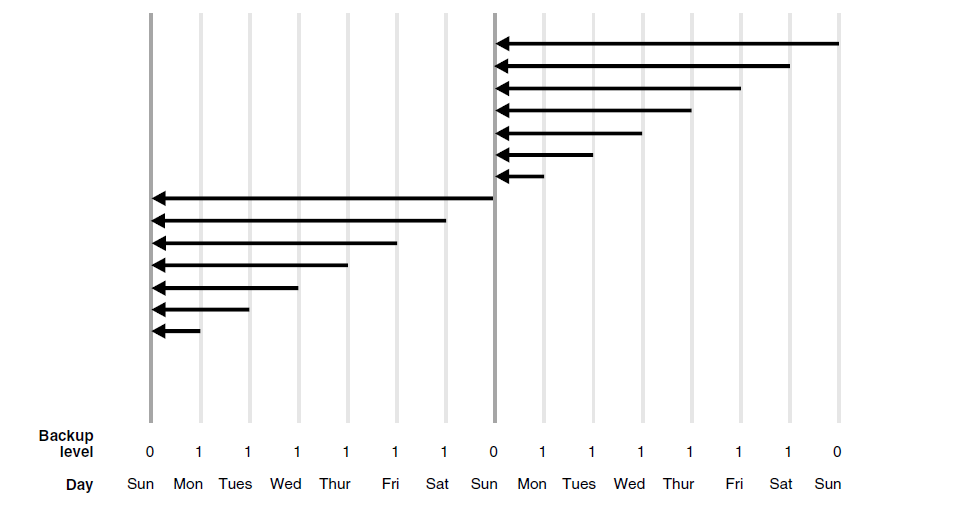 Backup
level 0 1 1 1 1 1 1 0 1 1 1 1 1 1 0
Day Sun Mon Tues Wed Thur Fri Sat Sun Mon Tues Wed Thur Fri Sat Sun